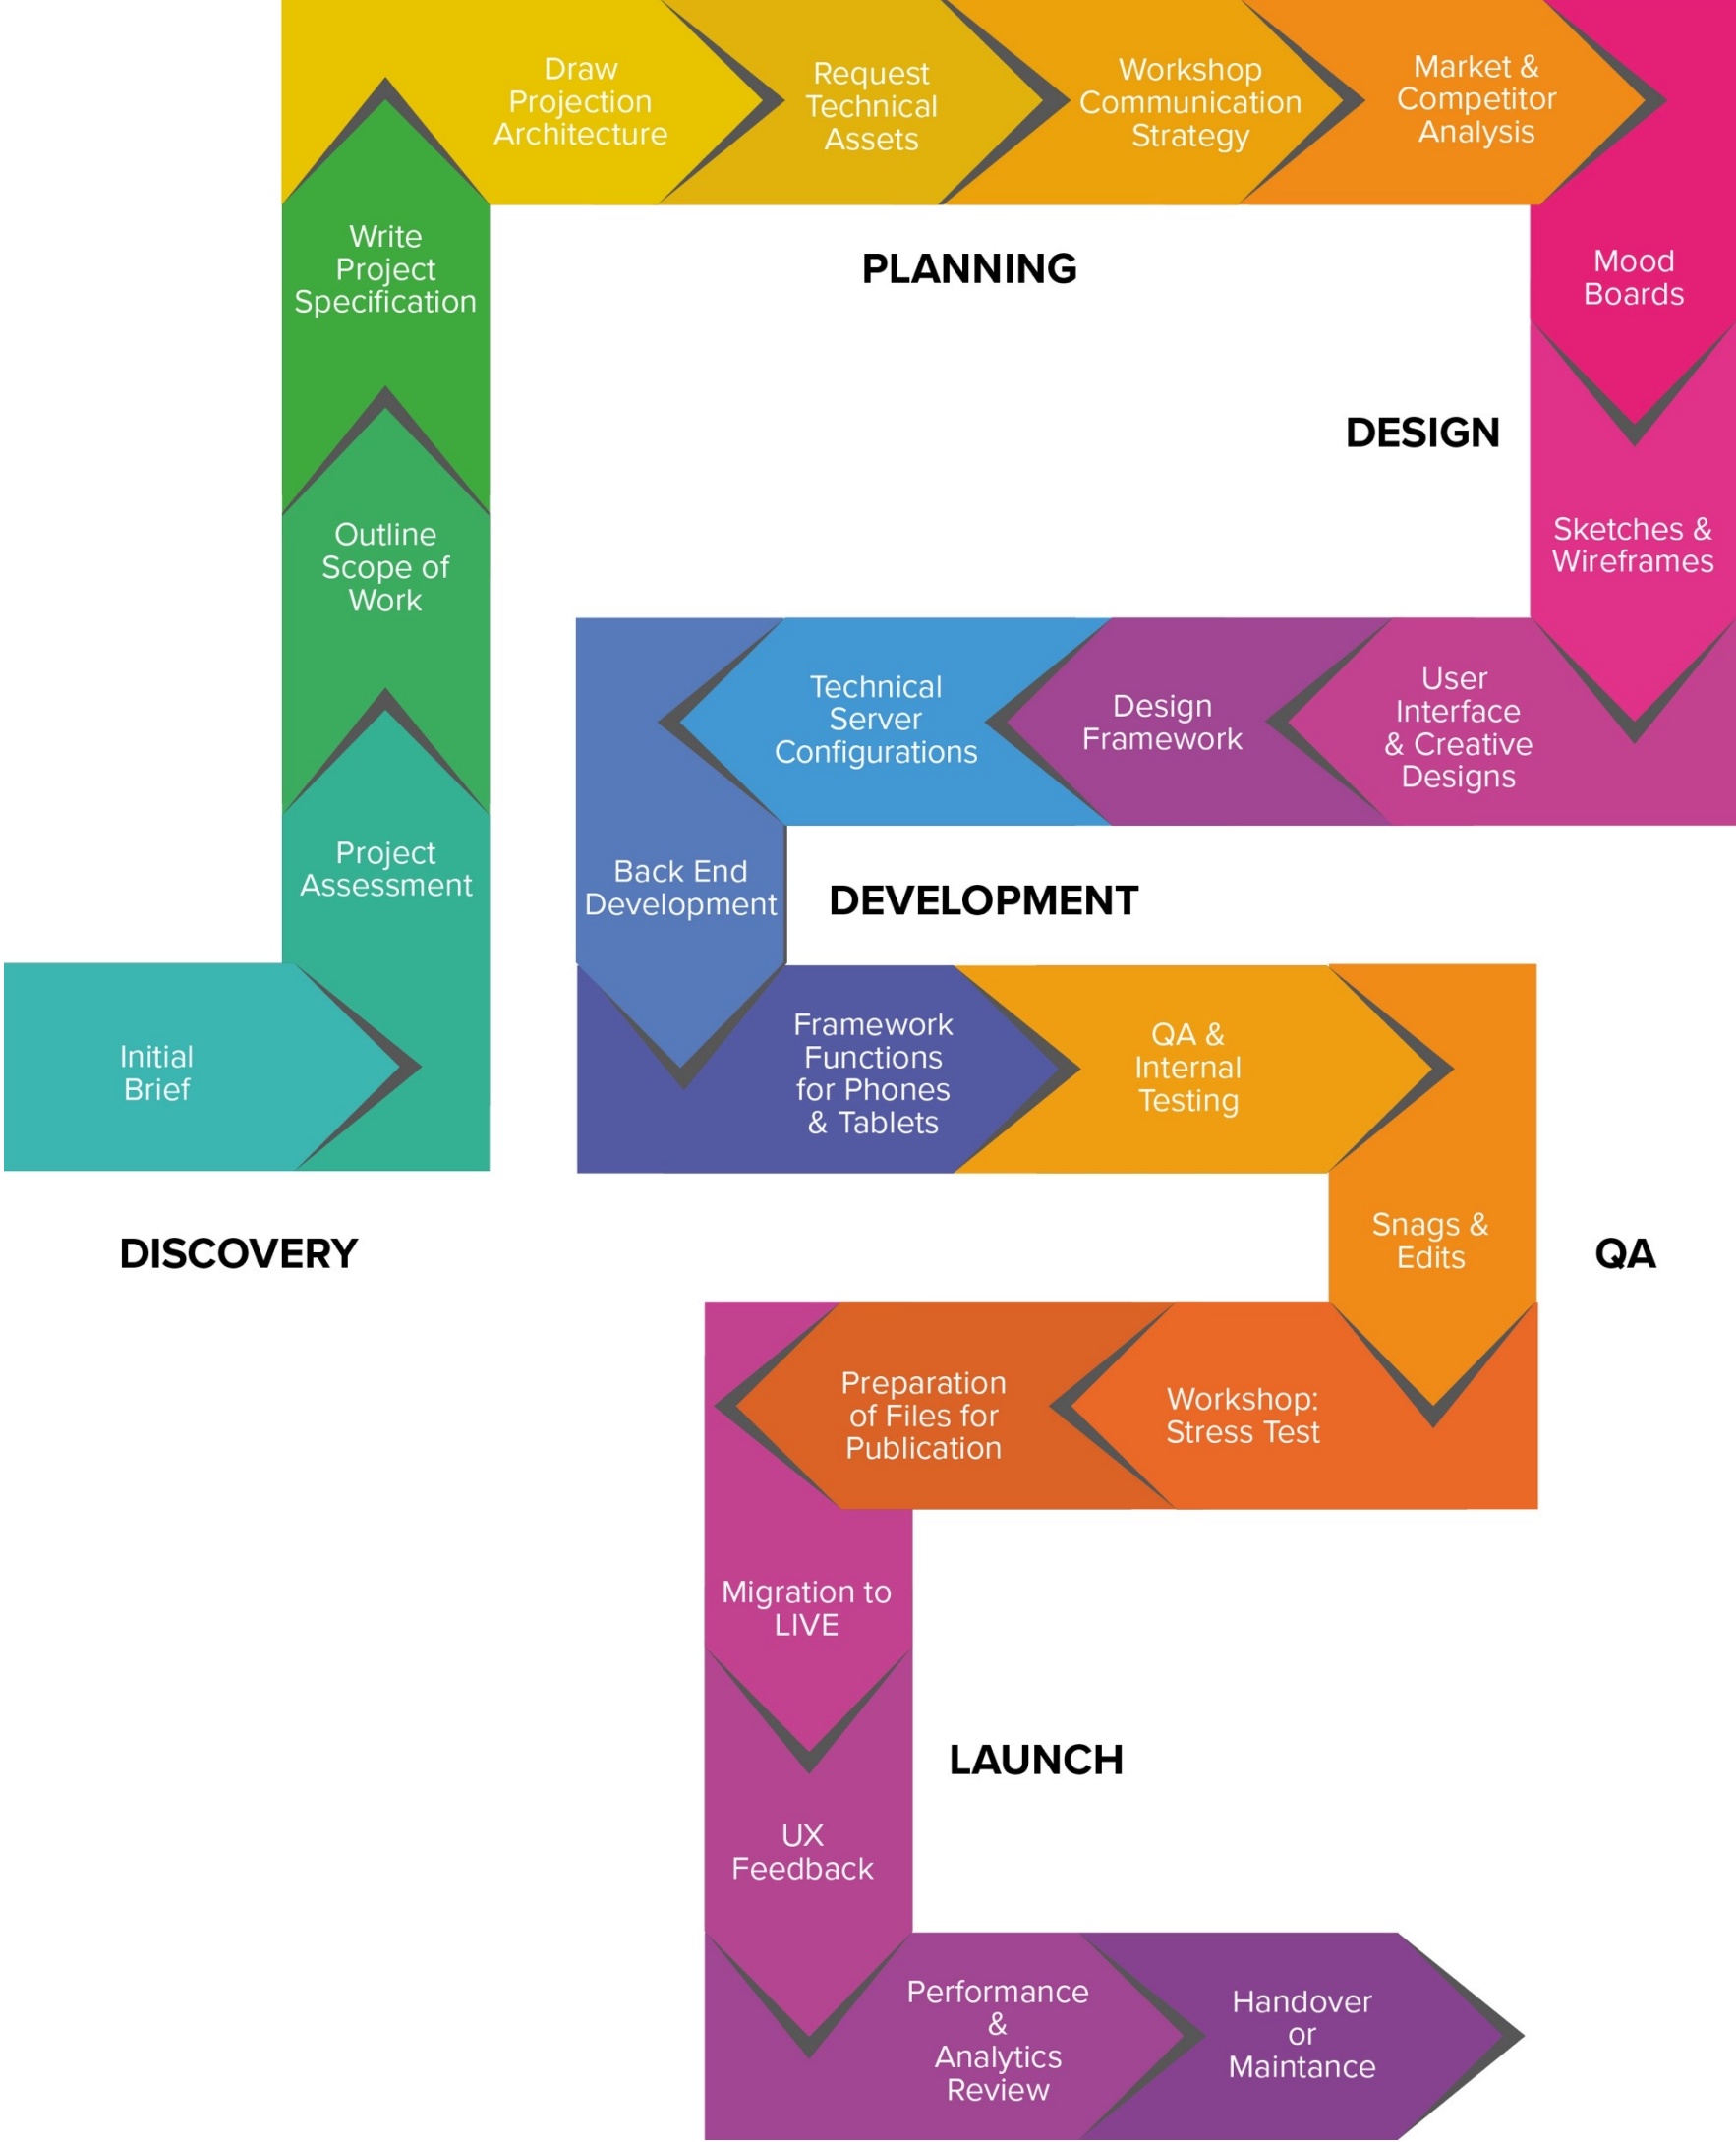 Initial
Brief
DISCOVERY
Project
Assessment
Outline
Scope of
Work
Write
Project
Specification
Draw
Projection
Architecture
Request
Technical
Assets
Workshop
Communication
Strategy
Market &
Competitor
Analysis
PLANNING
Mood
Boards
DESIGN
Sketches &
Wireframes
User
Interface
& Creative
Designs
Design
Framework
Technical
Server
Configurations
Back End
Development
DEVELOPMENT
Framework
Functions
for Phones
& Tablets
QA &
Internal
Testing
Snags &
Edits
QA
Workshop:
Stress Test
Preparation
of Files for
Publication
Migration to
LIVE
LAUNCH
UX
Feedback
Performance
&
Analytics
Review
Handover
or
Maintance